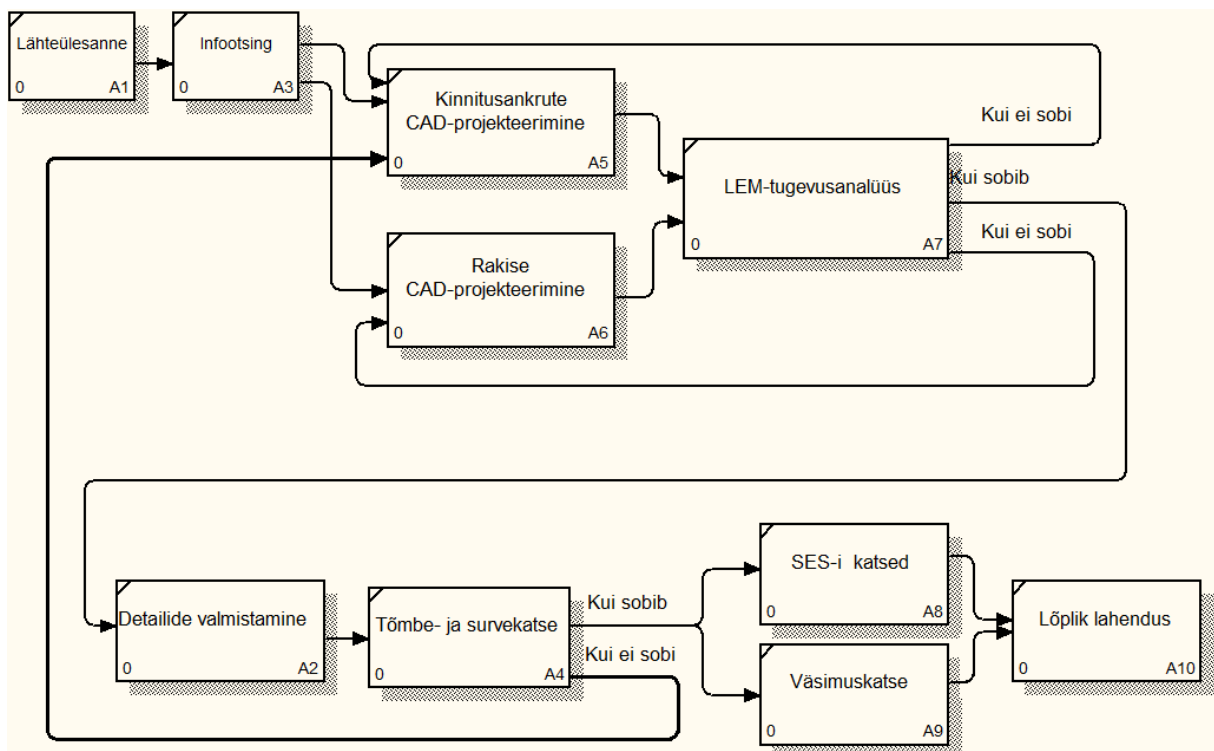 Lähteülesanne
0 A1
Infootsing
0 A3
Kinnitusankrute
CAD-projekteerimine
0 A5
Rakise
CAD-projekteerimine
0 A6
LEM-tugevusanalüüs
0 A7
Kui ei sobi
Kui sobib
Kui ei sobi
Detailide valmistamine
0 A2
Tõmbe- ja survekatse
0 A4
Kui sobib
Kui ei sobi
SES-i katsed
0 A8
Väsimuskatse
0 A9
Lõplik lahendus
0 A10